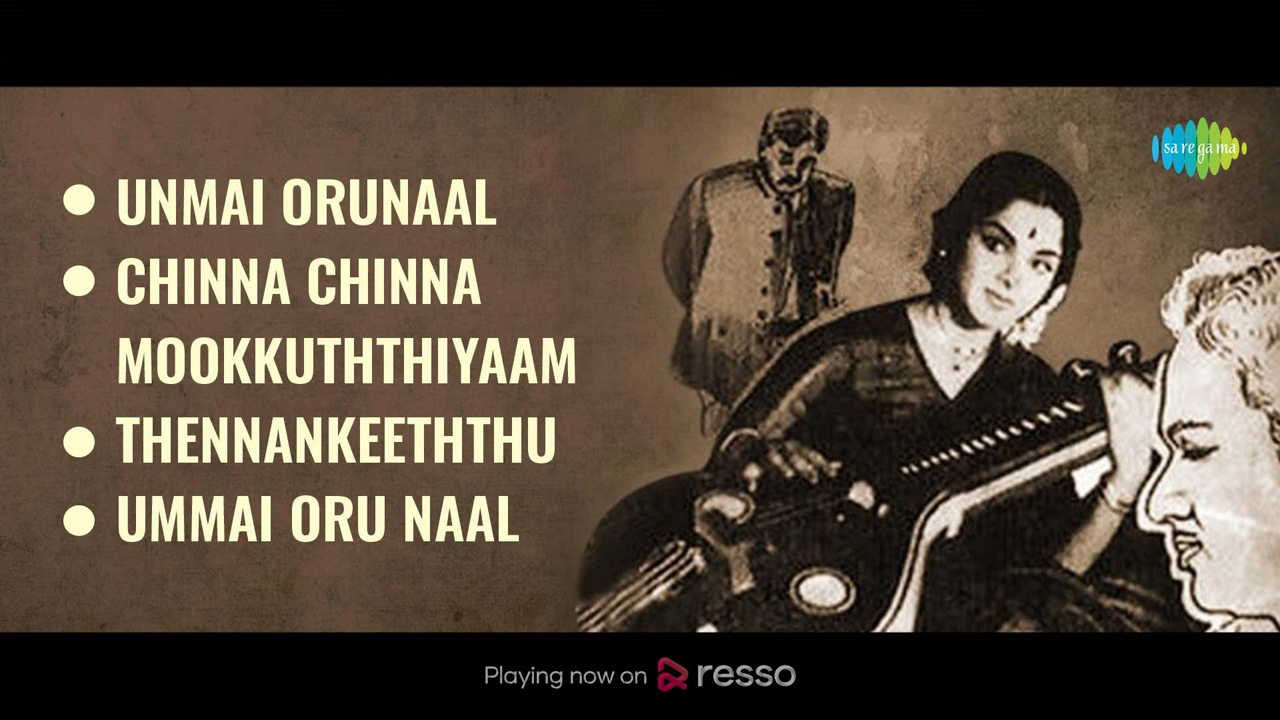 sa re ga ma
UNMAI ORUNAAL
CHINNA CHINNA
MOOKKUTHTHIYAAM
THENNANKEETHTHU
UMMAI ORU NAAL
Playing now on resso